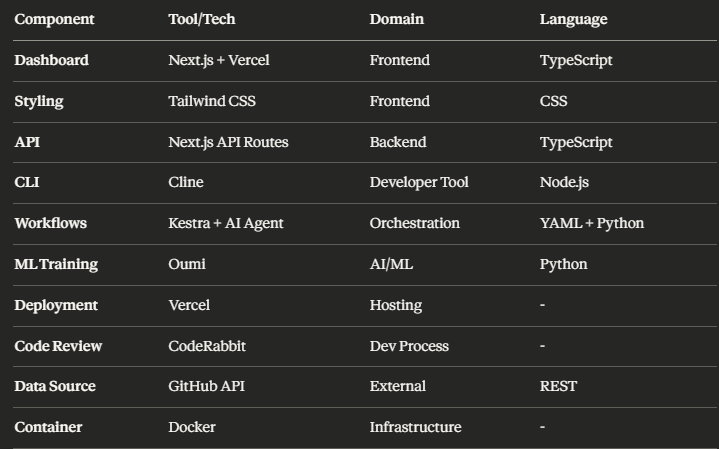 Component Tool/Tech Domain Language
Dashboard Next.js + Vercel Frontend TypeScript
Styling Tailwind CSS Frontend CSS
API Next.js API Routes Backend TypeScript
CLI Cline Developer Tool Node.js
Workflows Kestra + AI Agent Orchestration YAML + Python
ML Training Oumi AI/ML Python
Deployment Vercel Hosting -
Code Review CodeRabbit Dev Process -
Data Source GitHub API External REST
Container Docker Infrastructure -